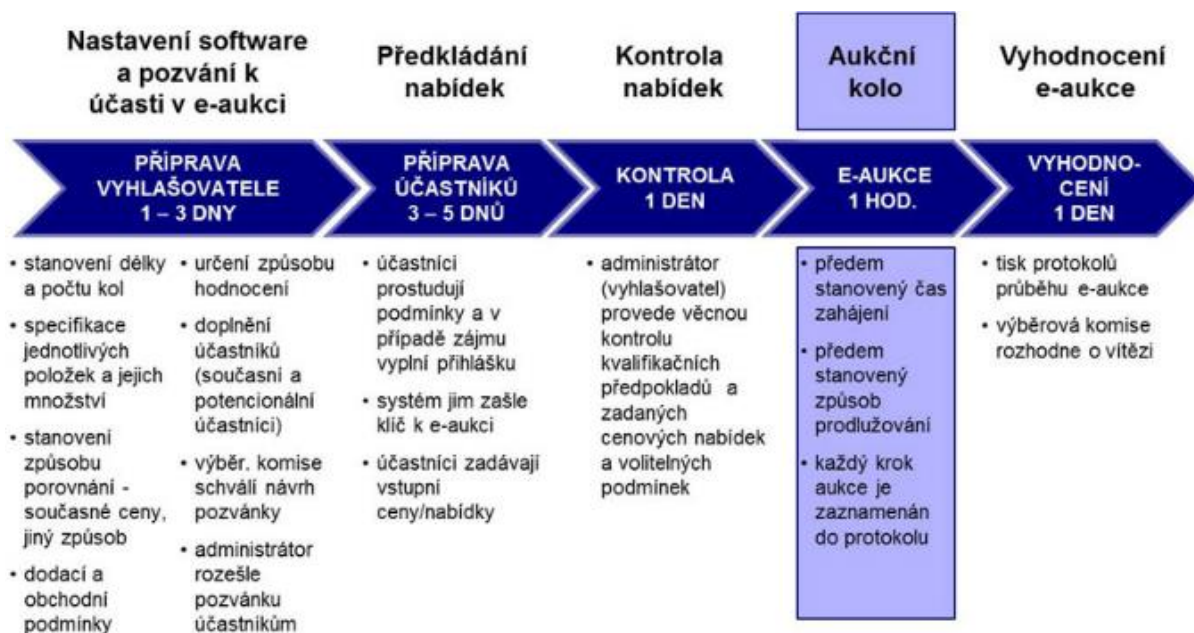 Nastavení software
a pozvání k
účasti v e-aukci
Předkládání
nabídek
Kontrola
nabídek
Aukční
kolo
Vyhodnocení
e-aukce
PŘÍPRAVA
VYHLAŠOVATELE
1 – 3 DNY
PŘÍPRAVA
ÚČASTNÍKŮ
3 – 5 DNŮ
KONTROLA
1 DEN
E-AUKCE
1 HOD.
VYHODNO-
CENÍ
1 DEN
• stanovení délky
a počtu kol
• specifikace
jednotlivých
položek a jejich
množství
• stanovení
způsobu
porovnání -
současné ceny,
jiný způsob
• dodací a
obchodní
podmínky
• určení způsobu
hodnocení
• doplnění
účastníků
(současní a
potencionální
účastníci)
• výběr. komise
schválí návrh
pozvánky
• administrátor
rozešle
pozvánku
účastníkům
• účastníci
prostudují
podmínky a v
případě zájmu
vyplní přihlášku
• systém jim zašle
klíč k e-aukci
• účastníci zadávají
vstupní
ceny/nabídky
• administrátor
(vyhlašovatel)
provede věcnou
kontrolu
kvalifikačních
předpokladů a
zadaných
cenových nabídek
a volitelných
podmínek
• předem
stanovený čas
zahájení
• předem
stanovený
způsob
prodlužování
• každý krok
aukce je
zaznamenán
do protokolu
• tisk protokolů
průběhu e-aukce
• výběrová komise
rozhodne o vítězi